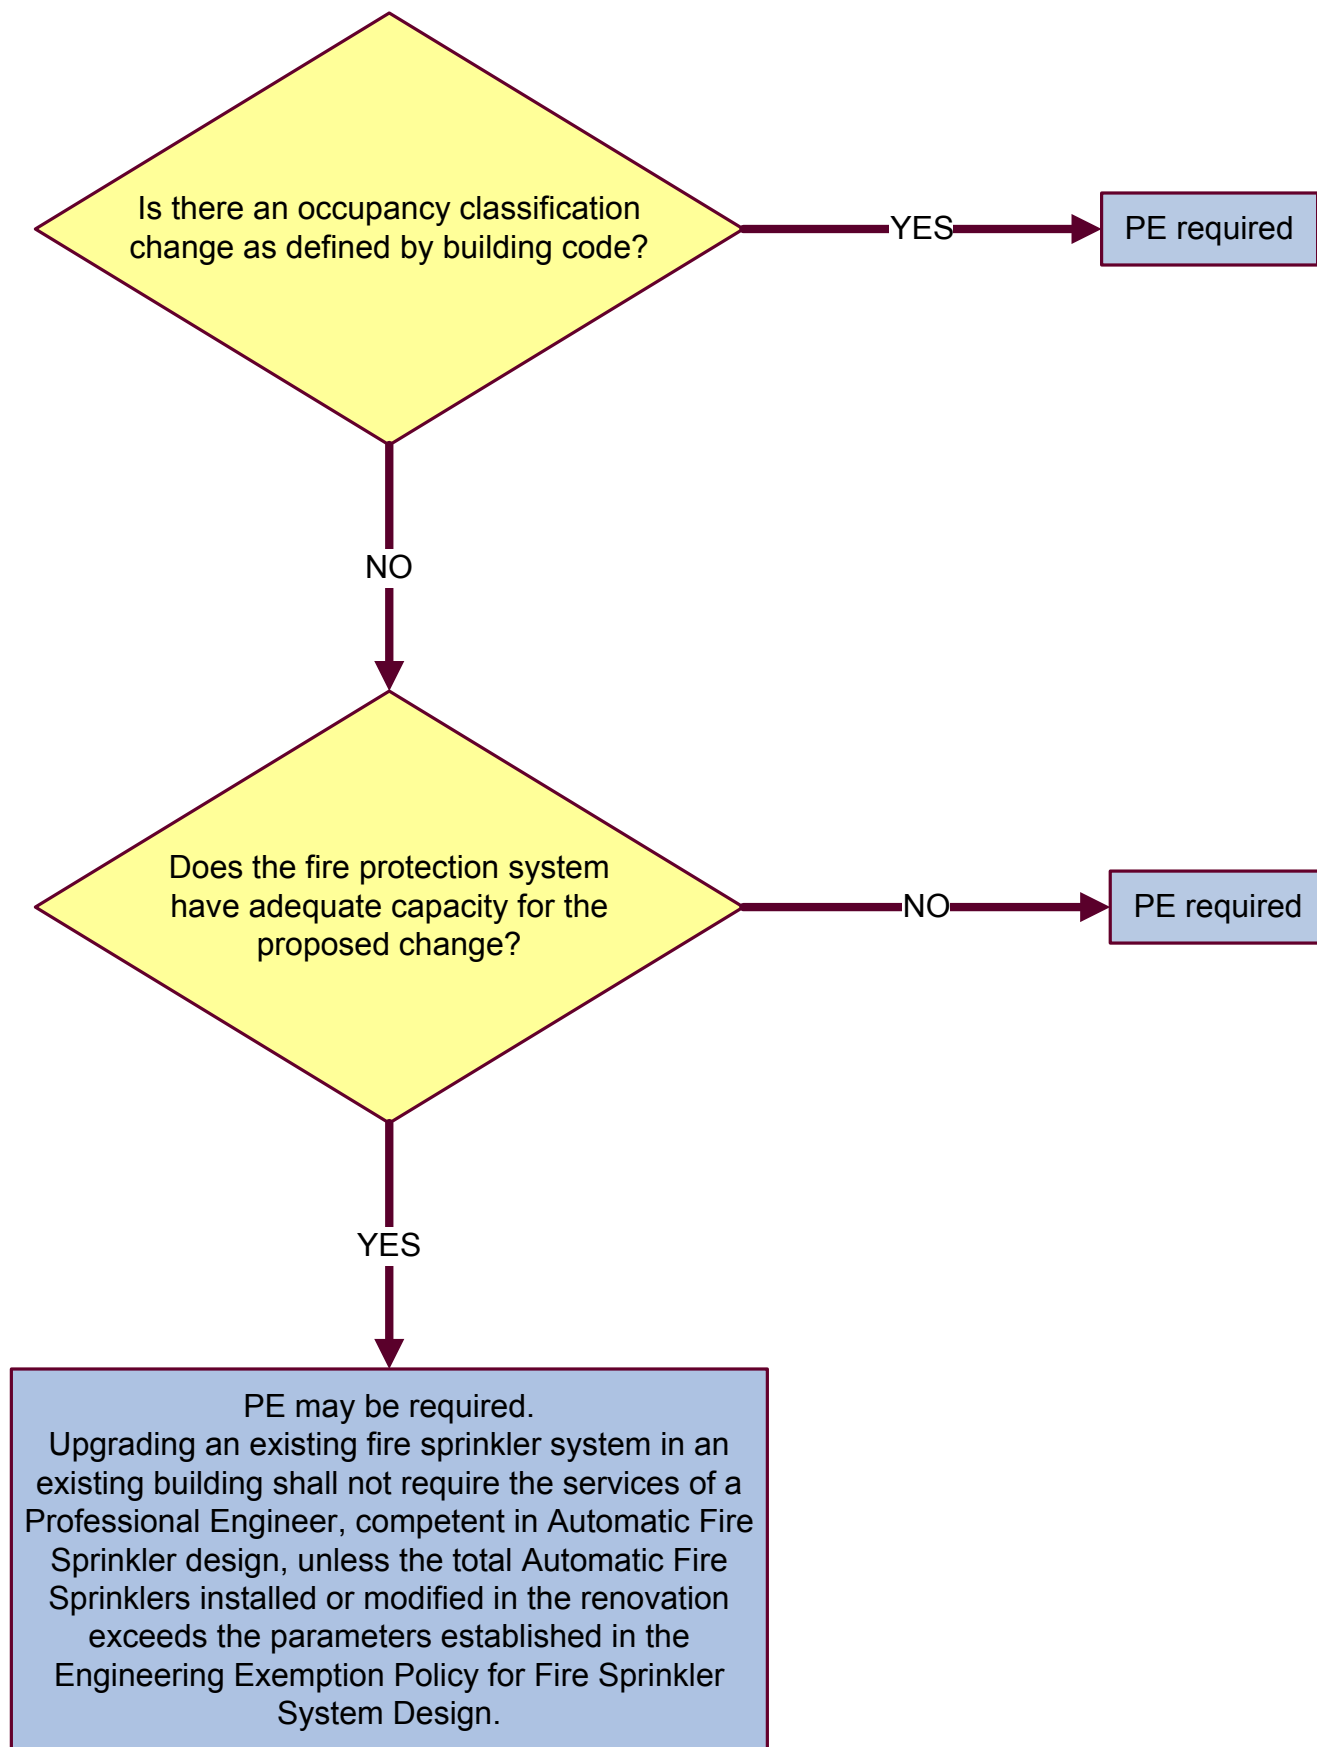 Is there an occupancy classification
change as defined by building code?
YES
PE required
NO
Does the fire protection system
have adequate capacity for the
proposed change?
NO
PE required
YES
PE may be required.
Upgrading an existing fire sprinkler system in an
existing building shall not require the services of a
Professional Engineer, competent in Automatic Fire
Sprinkler design, unless the total Automatic Fire
Sprinklers installed or modified in the renovation
exceeds the parameters established in the
Engineering Exemption Policy for Fire Sprinkler
System Design.